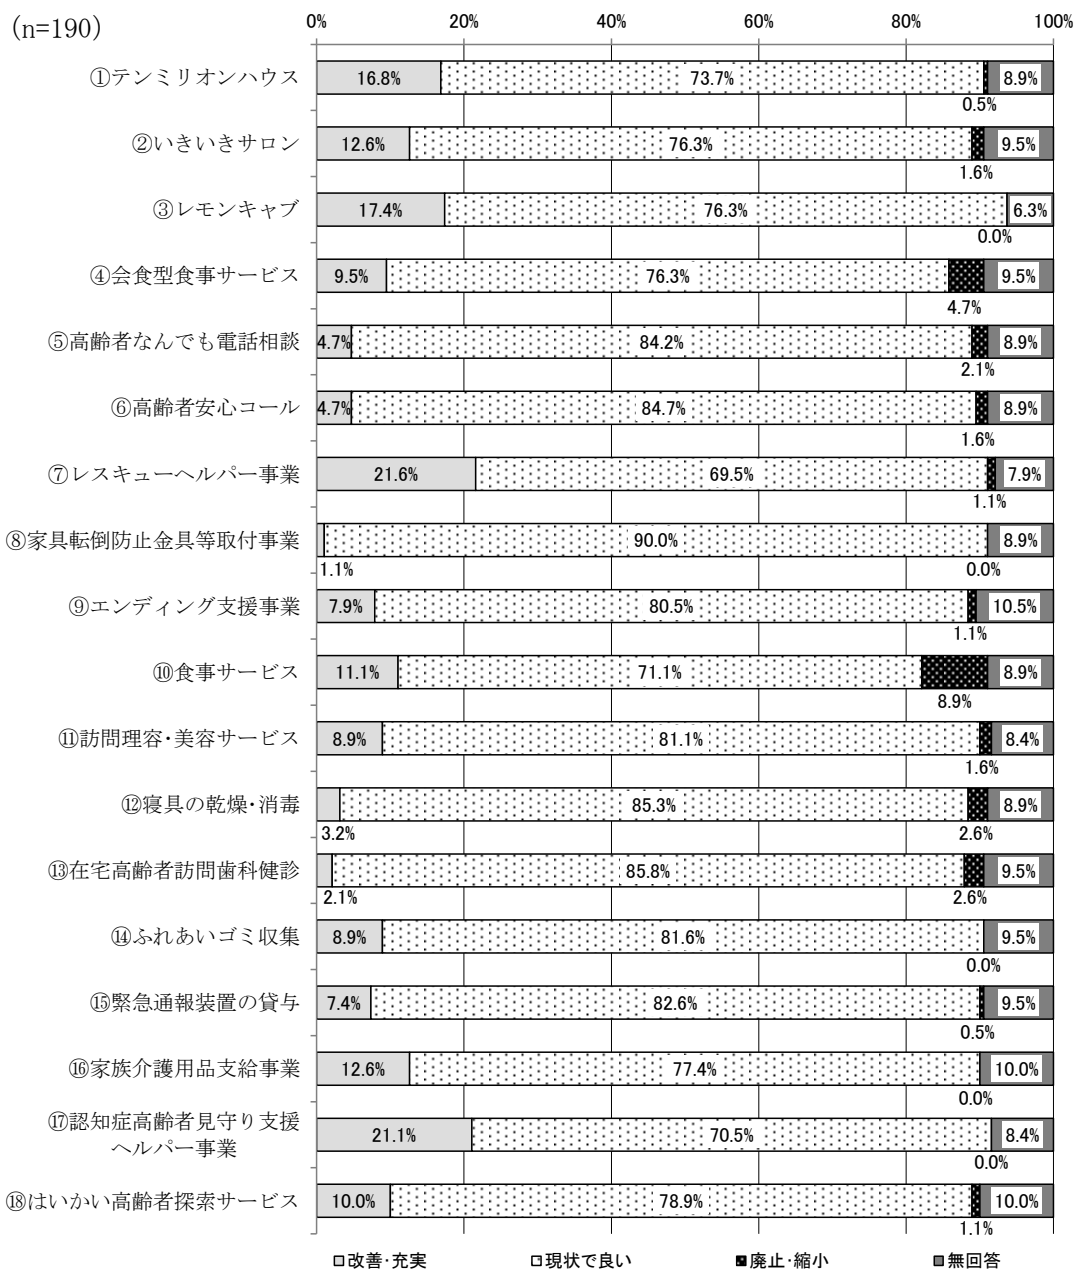 (n=190)
0% 20% 40% 60% 80% 100%
①テンミリオンハウス 16.8% 73.7% 8.9%
0.5%
②いきいきサロン 12.6% 76.3% 9.5%
1.6%
③レモンキャブ 17.4% 76.3% 6.3%
0.0%
④会食型食事サービス 9.5% 76.3% 9.5%
4.7%
⑤高齢者なんでも電話相談 4.7% 84.2% 8.9%
2.1%
⑥高齢者安心コール 4.7% 84.7% 8.9%
1.6%
⑦レスキューヘルパー事業 21.6% 69.5% 7.9%
1.1%
⑧家具転倒防止金具等取付事業 90.0% 8.9%
1.1% 0.0%
⑨エンディング支援事業 7.9% 80.5% 10.5%
1.1%
⑩食事サービス 11.1% 71.1% 8.9%
8.9%
⑪訪問理容・美容サービス 8.9% 81.1% 8.4%
1.6%
⑫寝具の乾燥・消毒 85.3% 8.9%
3.2% 2.6%
⑬在宅高齢者訪問歯科健診 85.8% 9.5%
2.1% 2.6%
⑭ふれあいゴミ収集 8.9% 81.6% 9.5%
0.0%
⑮緊急通報装置の貸与 7.4% 82.6% 9.5%
0.5%
⑯家族介護用品支給事業 12.6% 77.4% 10.0%
0.0%
⑰認知症高齢者見守り支援
ヘルパー事業 21.1% 70.5% 8.4%
0.0%
⑱はいかい高齢者探索サービス 10.0% 78.9% 10.0%
1.1%
改善・充実 現状で良い 廃止・縮小 無回答